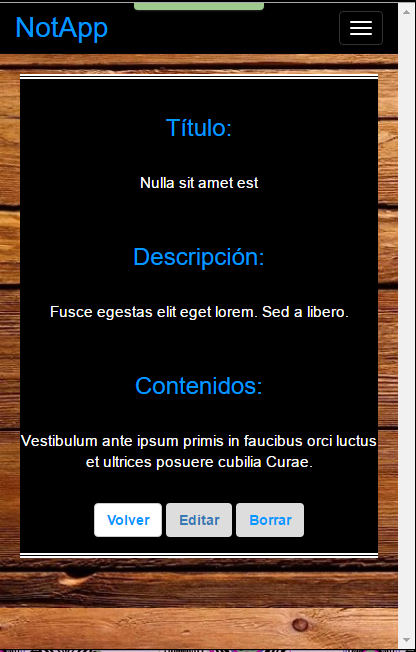 NotApp
Título:
Nulla sit amet est
Descripción:
Fusce egestas elit eget lorem. Sed a libero.
Contenidos:
Vestibulum ante ipsum primis in faucibus orci luctus
et ultrices posuere cubilia Curae.
Volver Editar Borrar